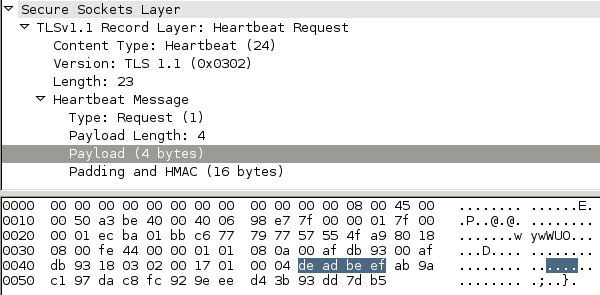 Secure Sockets Layer
TLSv1.1 Record Layer: Heartbeat Request
Content Type: Heartbeat (24)
Version: TLS 1.1 (0x0302)
Length: 23
Heartbeat Message
Type: Request (1)
Payload Length: 4
Payload (4 bytes)
Padding and HMAC (16 bytes)
0000 00 00 00 00 00 00 00 00 00 00 00 00 08 00 45 00 ........ ......E.
0010 00 50 a3 be 40 00 40 06 98 e7 7f 00 00 01 7f 00 .P..@.@. ........
0020 00 01 ec ba 01 bb c6 77 79 77 57 55 4f a9 80 18 .......w ywWUO...
0030 08 00 fe 44 00 00 01 01 08 0a 00 af db 93 00 af ...D.... ........
0040 db 93 18 03 02 00 17 01 00 04 de ad be ef ab 9a ........ ........
0050 c1 97 da c8 fc 92 9e ee d4 3b 93 dd 7d b5 ........ .;..}.